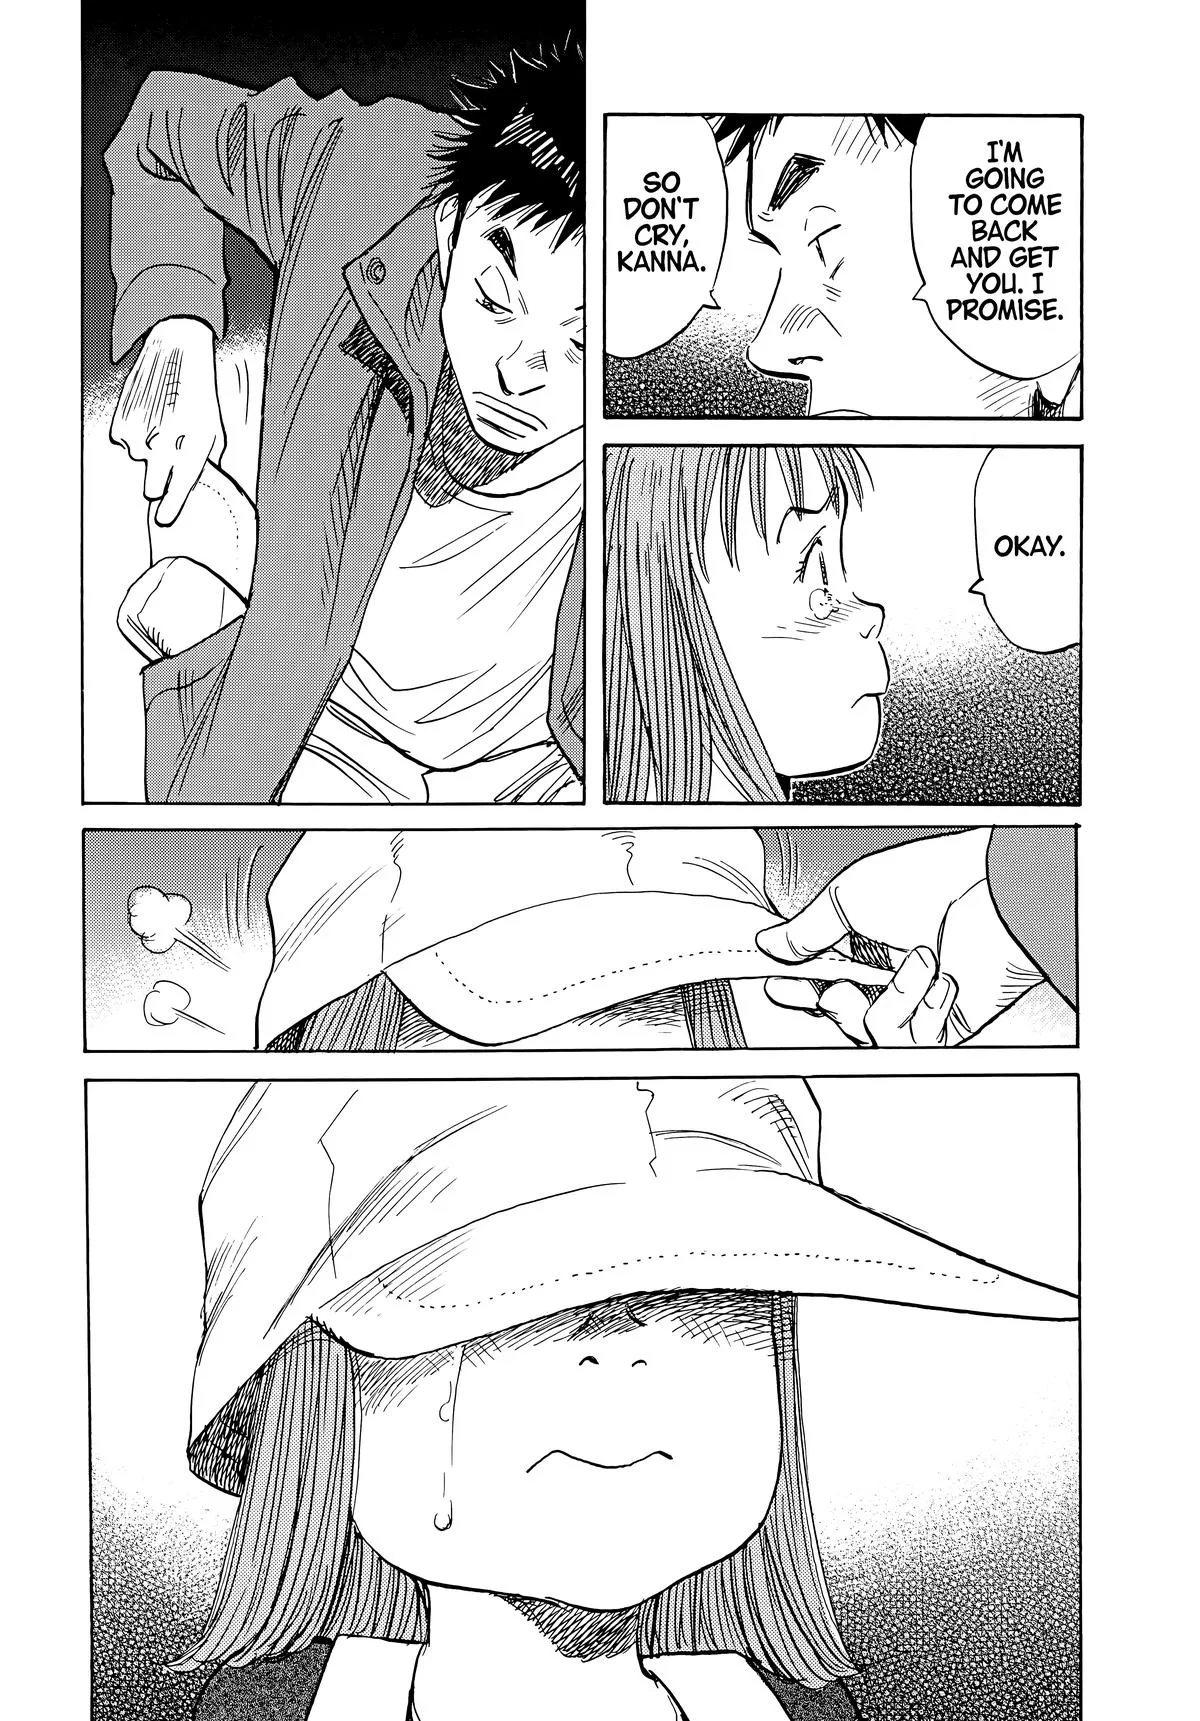 I'M
GOING
TO COME
BACK
AND GET
YOU. I
PROMISE.
SO
DON'T
CRY,
KANNA.
OKAY.